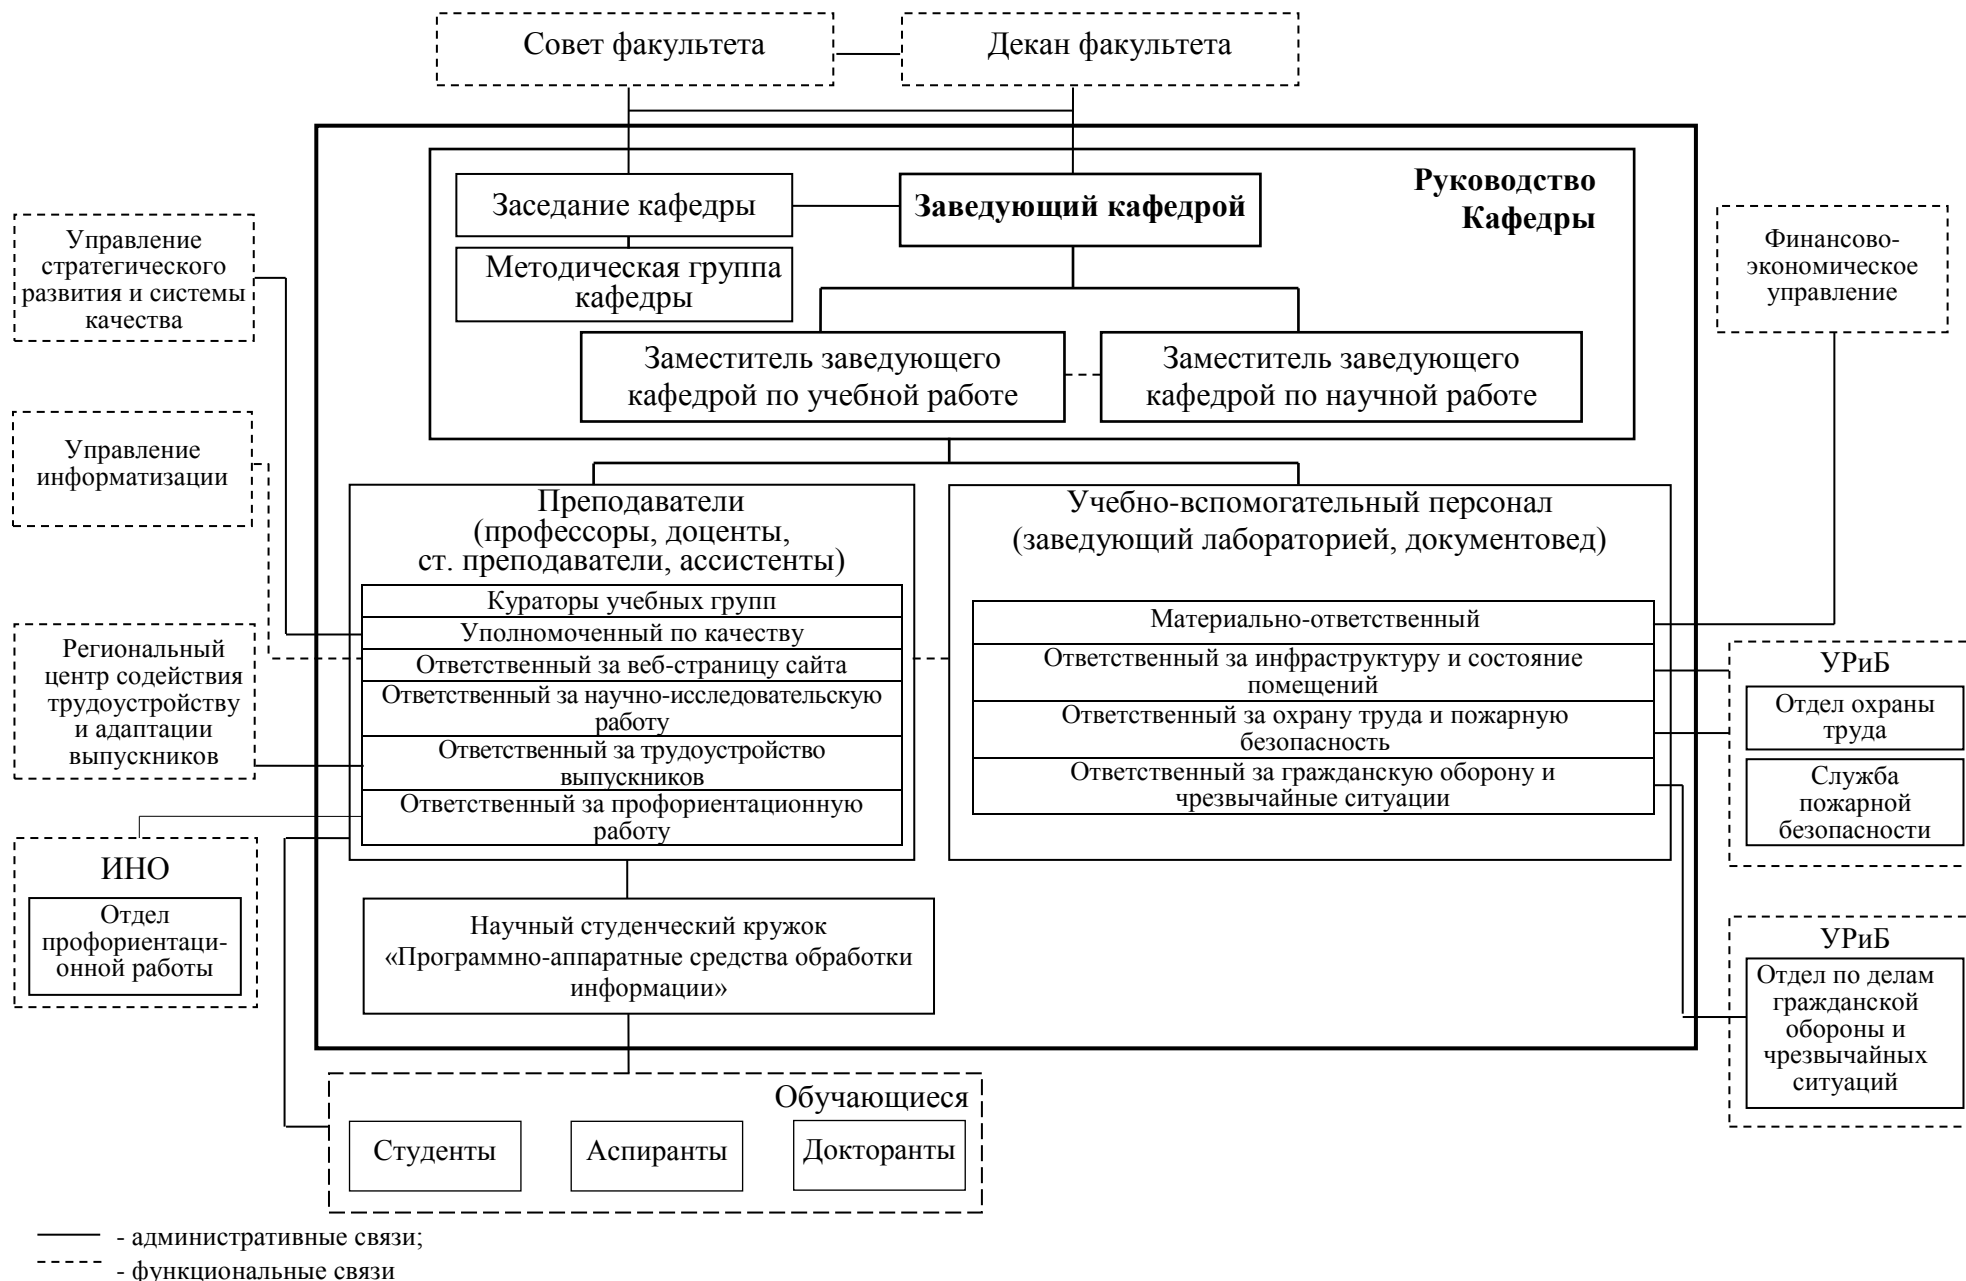 Совет факультета
Декан факультета
Руководство
Кафедры
Заседание кафедры
Заведующий кафедрой
Методическая группа
кафедры
Заместитель заведующего
кафедрой по учебной работе
Заместитель заведующего
кафедрой по научной работе
Управление
стратегического
развития и системы
качества
Управление
информатизации
Региональный
центр содействия
трудоустройству
и адаптации
выпускников
ИНО
Отдел
профориентаци-
онной работы
Преподаватели
(профессоры, доценты,
ст. преподаватели, ассистенты)
Кураторы учебных групп
Уполномоченный по качеству
Ответственный за веб-страницу сайта
Ответственный за научно-исследовательскую
работу
Ответственный за трудоустройство
выпускников
Ответственный за профориентационную
работу
Учебно-вспомогательный персонал
(заведующий лабораторией, документовед)
Материально-ответственный
Ответственный за инфраструктуру и состояние
помещений
Ответственный за охрану труда и пожарную
безопасность
Ответственный за гражданскую оборону и
чрезвычайные ситуации
Финансово-
экономическое
управление
УРиБ
Отдел охраны
труда
Служба
пожарной
безопасности
УРиБ
Отдел по делам
гражданской
обороны и
чрезвычайных
ситуаций
Научный студенческий кружок
«Программно-аппаратные средства обработки
информации»
Обучающиеся
Студенты
Аспиранты
Докторанты
- административные связи;
- функциональные связи